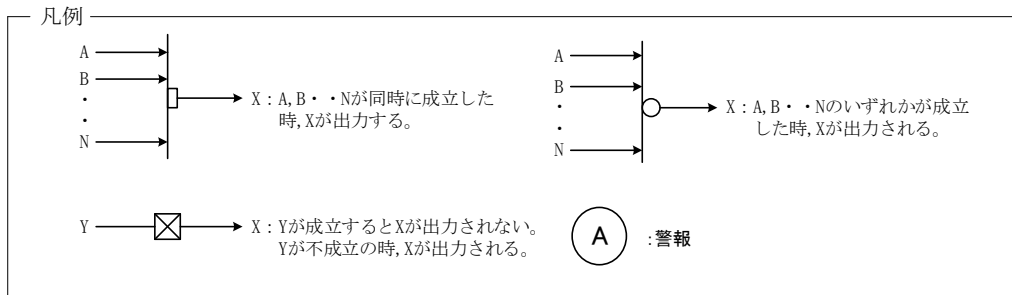 凡例
A
B
・
・
N
X：A,B・・Nが同時に成立した
時,Xが出力する。
A
B
・
・
N
X：A,B・・Nのいずれかが成立
した時,Xが出力される。
Y
X：Yが成立するとXが出力されない。
Yが不成立の時,Xが出力される。
A
:警報